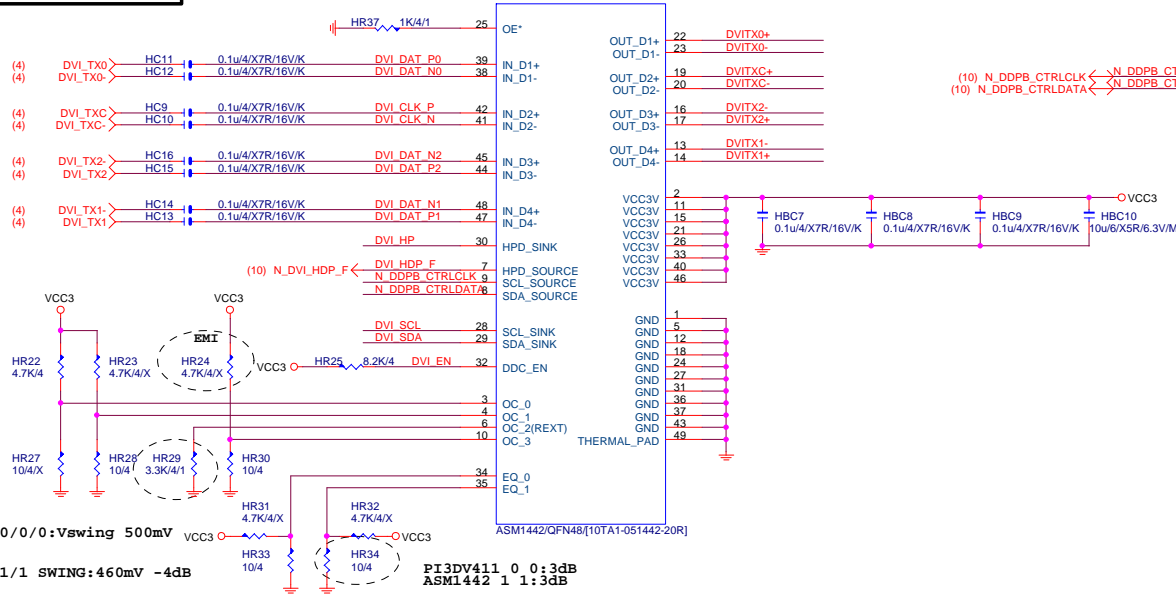 HR37 1K/4/1 25 OE*
(4) DVI_TX0 HC11 0.1u/4/X7R/16V/K DVI_DAT_P0 39 IN_D1+
(4) DVI_TX0- HC12 0.1u/4/X7R/16V/K DVI_DAT_N0 38 IN_D1-
(4) DVI_TXC HC9 0.1u/4/X7R/16V/K DVI_CLK_P 42 IN_D2+
(4) DVI_TXC- HC10 0.1u/4/X7R/16V/K DVI_CLK_N 41 IN_D2-
(4) DVI_TX2- HC16 0.1u/4/X7R/16V/K DVI_DAT_N2 45 IN_D3+
(4) DVI_TX2 HC15 0.1u/4/X7R/16V/K DVI_DAT_P2 44 IN_D3-
(4) DVI_TX1- HC14 0.1u/4/X7R/16V/K DVI_DAT_N1 48 IN_D4+
(4) DVI_TX1 HC13 0.1u/4/X7R/16V/K DVI_DAT_P1 47 IN_D4-
DVI_HP 30 HPD_SINK
(10) N_DVI_HDP_F DVI_HDP_F 7 HPD_SOURCE
N_DDPB_CTRLCLK 9 SCL_SOURCE
N_DDPB_CTRLDATA 8 SDA_SOURCE
DVI_SCL 28 SCL_SINK
DVI_SDA 29 SDA_SINK
VCC3 HR25 8.2K/4 DVI_EN 32 DDC_EN
3 OC_0
4 OC_1
6 OC_2(REXT)
10 OC_3
34 EQ_0
35 EQ_1
OUT_D1+ 22 DVITX0+
OUT_D1- 23 DVITX0-
OUT_D2+ 19 DVITXC+
OUT_D2- 20 DVITXC-
OUT_D3+ 16 DVITX2-
OUT_D3- 17 DVITX2+
OUT_D4+ 13 DVITX1-
OUT_D4- 14 DVITX1+
VCC3V 2
VCC3V 11
VCC3V 15
VCC3V 21
VCC3V 26
VCC3V 33
VCC3V 40
VCC3V 46
GND 1
GND 5
GND 12
GND 18
GND 24
GND 27
GND 31
GND 36
GND 37
GND 43
THERMAL_PAD 49
ASM1442/QFN48/[10TA1-051442-20R]
(10) N_DDPB_CTRLCLK N_DDPB_CT
(10) N_DDPB_CTRLDATA N_DDPB_CT
VCC3
HBC7 0.1u/4/X7R/16V/K
HBC8 0.1u/4/X7R/16V/K
HBC9 0.1u/4/X7R/16V/K
HBC10 10u/6/X5R/6.3V/M
VCC3 VCC3
EMI
HR22 4.7K/4
HR23 4.7K/4/X
HR24 4.7K/4/X
HR27 10/4/X
HR28 10/4
HR29 3.3K/4/1
HR30 10/4
HR31 4.7K/4/X
HR32 4.7K/4/X
VCC3 VCC3
HR33 10/4
HR34 10/4
0/0/0:Vswing 500mV
1/1 SWING:460mV -4dB
PI3DV411 0 0:3dB
ASM1442 1 1:3dB